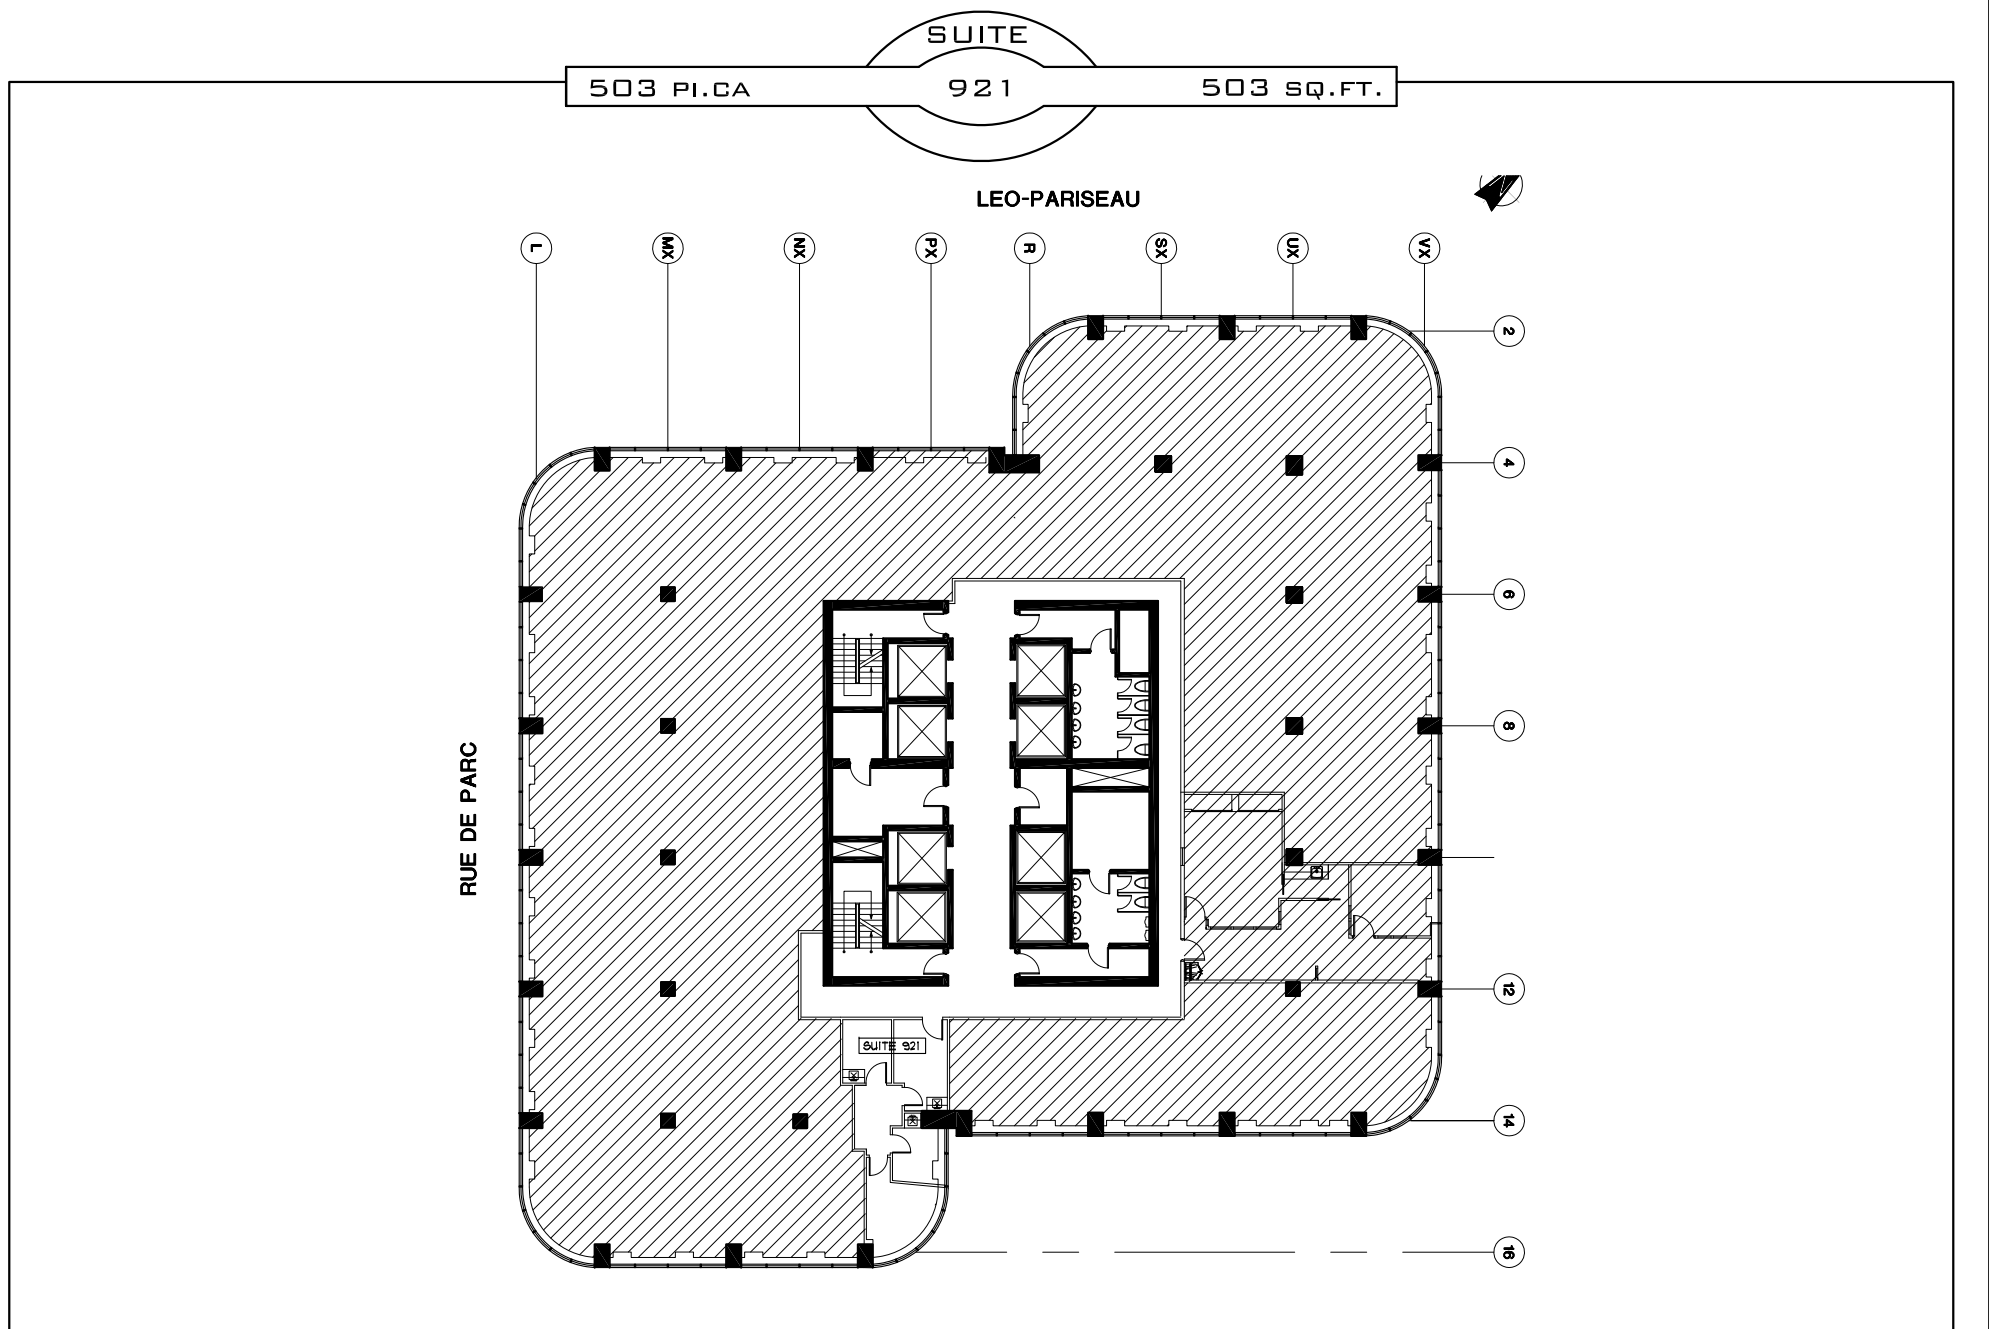 SUITE
503 PI.CA 921 503 SQ.FT.
LEO-PARISEAU
L MX NX PX R SX UX VX
2
4
6
8
RUE DE PARC
12
SUITE 921
14
16